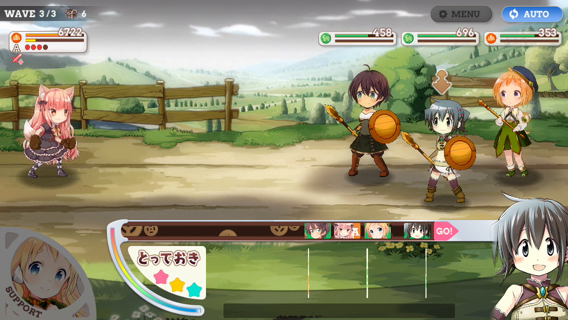 WAVE 3/3 6
MENU
AUTO
6722
458
696
353
A
GO!
とっておき
SUPPORT